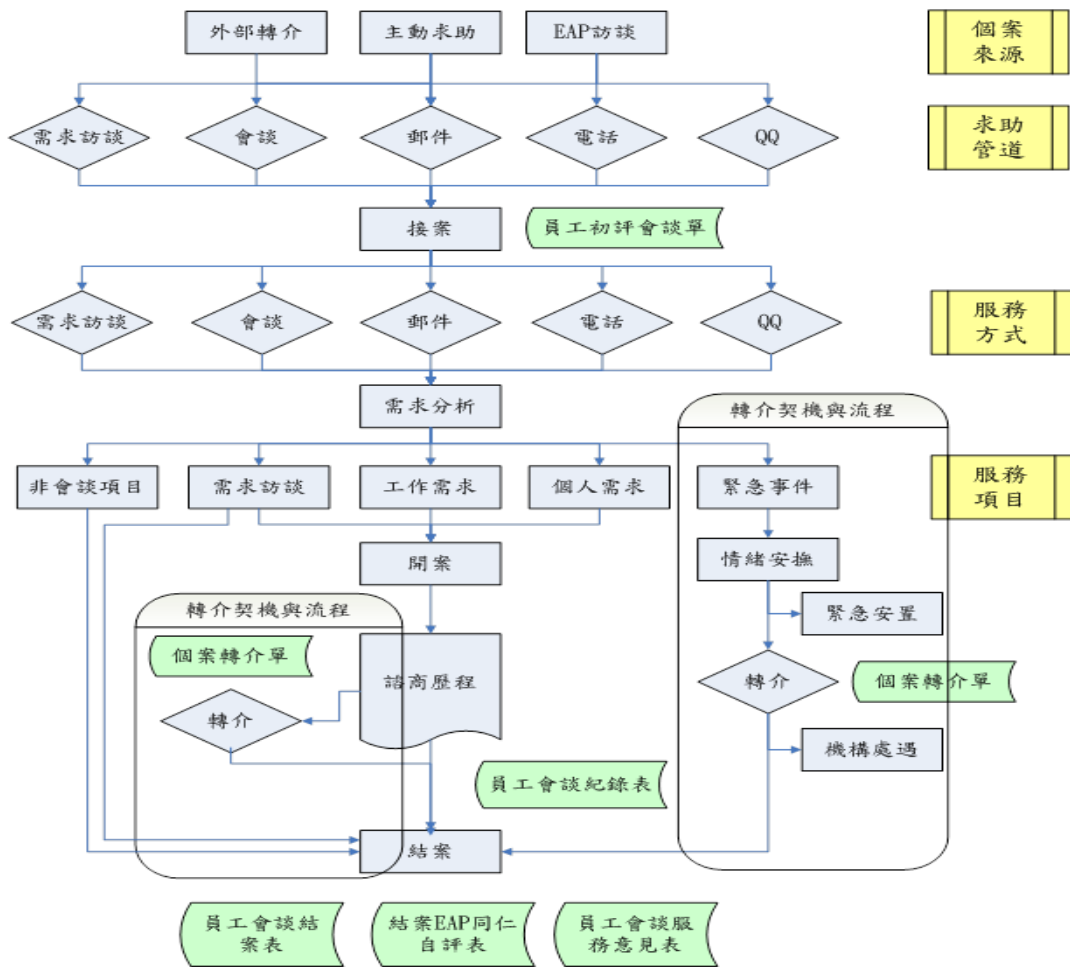 外部轉介
主動求助
EAP訪談
個案
來源
需求訪談
會談
郵件
電話
QQ
求助
管道
接案
員工初評會談單
需求訪談
會談
郵件
電話
QQ
服務
方式
需求分析
轉介契機與流程
非會談項目
需求訪談
工作需求
個人需求
緊急事件
服務
項目
開案
情緒安撫
轉介契機與流程
緊急安置
個案轉介單
諮商歷程
轉介
個案轉介單
轉介
機構處遇
員工會談紀錄表
結案
員工會談結
案表
結案EAP同仁
自評表
員工會談服
務意見表